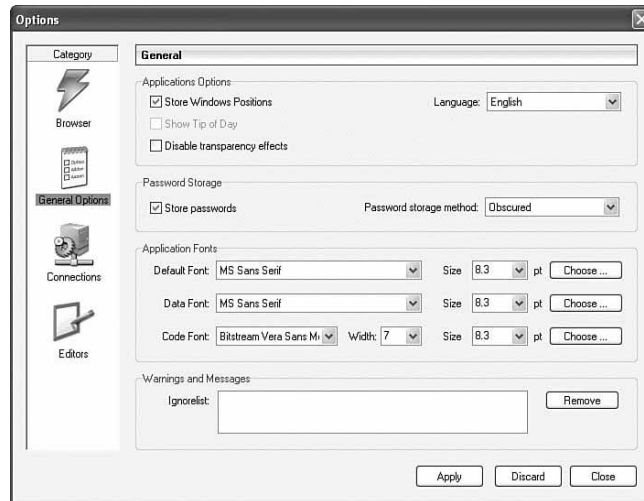 Options
Category
Browser
General Options
Connections
Editors
General
Applications Options
Store Windows Positions
Language: English
Show Tip of Day
Disable transparency effects
Password Storage
Store passwords
Password storage method: Obscured
Application Fonts
Default Font: MS Sans Serif Size 8.3 pt Choose ...
Data Font: MS Sans Serif Size 8.3 pt Choose ...
Code Font: Bitstream Vera Sans M Width: 7 Size 8.3 pt Choose ...
Warnings and Messages
Ignorelist: Remove
Apply Discard Close